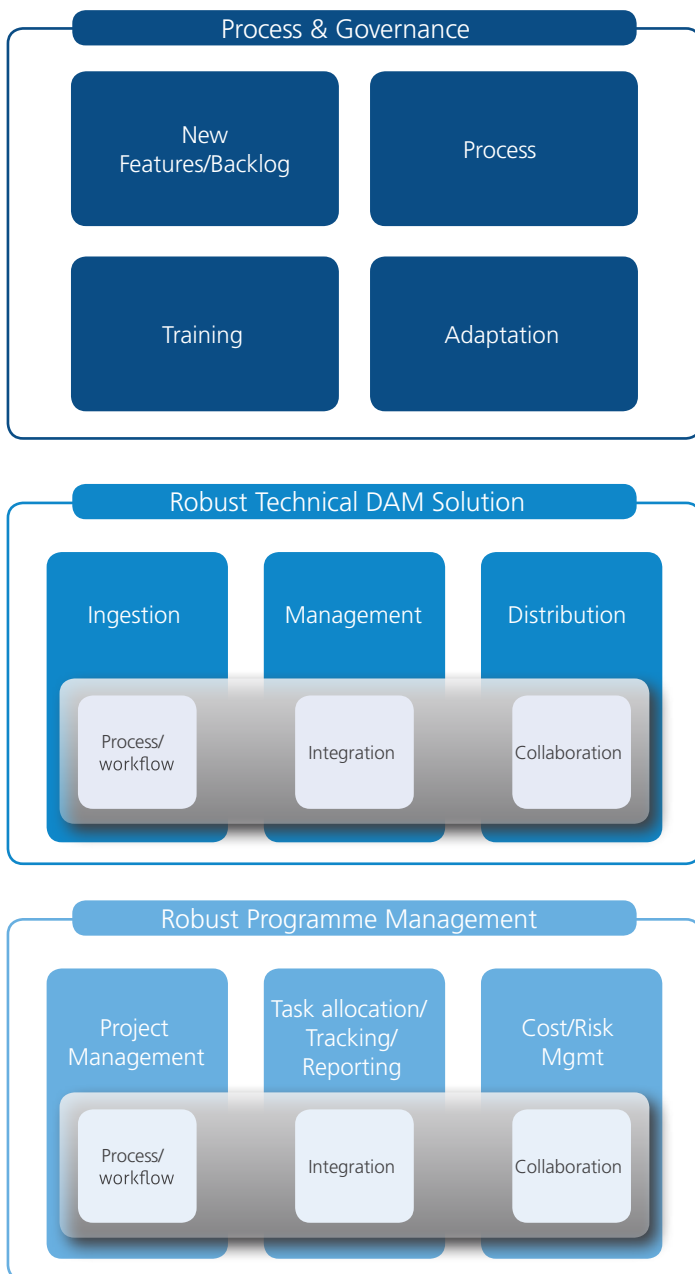 Process & Governance
New
Features/Backlog
Process
Training
Adaptation
Robust Technical DAM Solution
Ingestion
Management
Distribution
Process/
workflow
Integration
Collaboration
Robust Programme Management
Project
Management
Task allocation/
Tracking/
Reporting
Cost/Risk
Mgmt
Process/
workflow
Integration
Collaboration